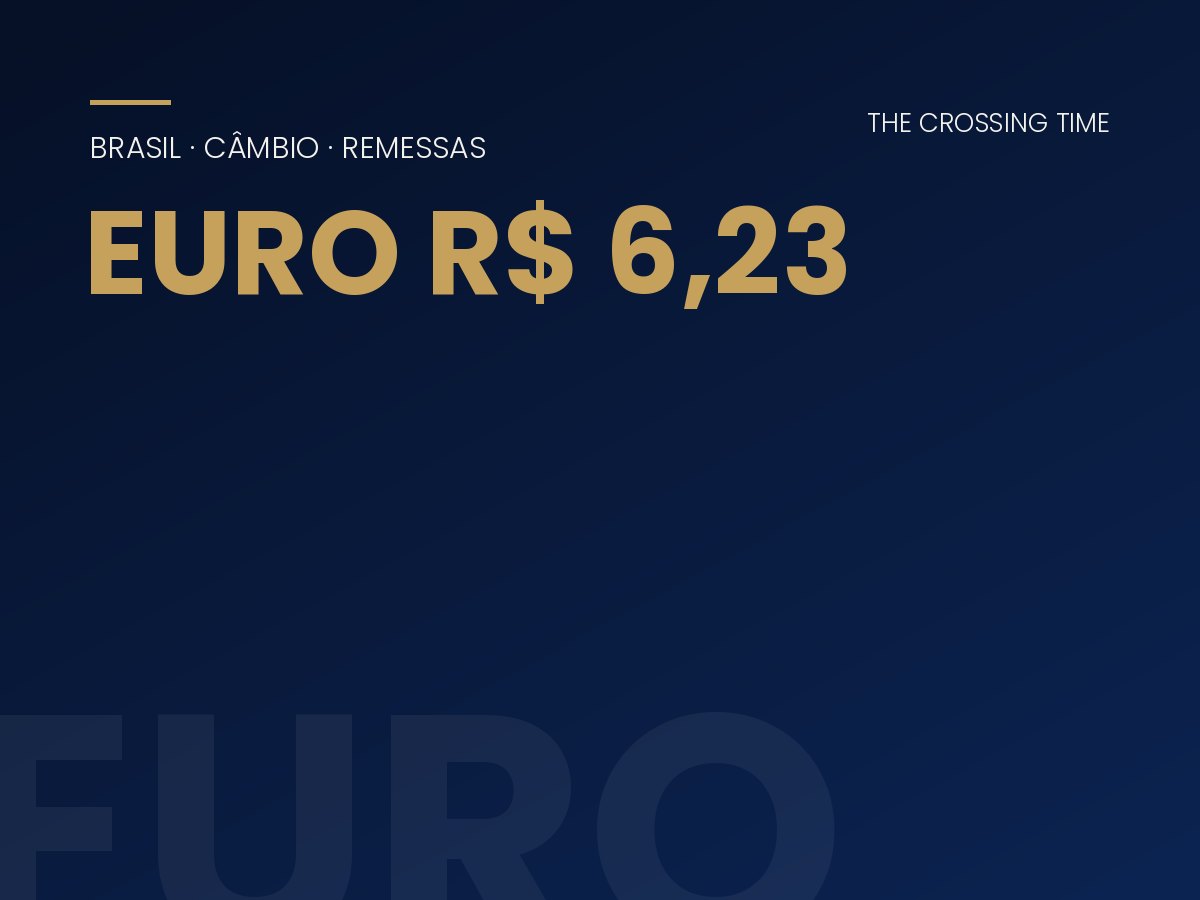 BRASIL · CÂMBIO · REMESSAS
THE CROSSING TIME
EURO R$ 6,23
EURO